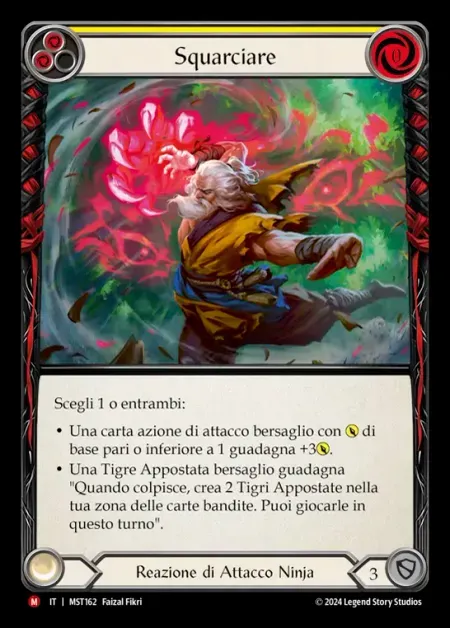 Squarciare
0
Scegli 1 o entrambi:
• Una carta azione di attacco bersaglio con di
base pari o inferiore a 1 guadagna +3.
• Una Tigre Appostata bersaglio guadagna
"Quando colpisce, crea 2 Tigri Appostate nella
tua zona delle carte bandite. Puoi giocarle in
questo turno".
Reazione di Attacco Ninja
3
M IT | MST162 Faizal Fikri
© 2024 Legend Story Studios